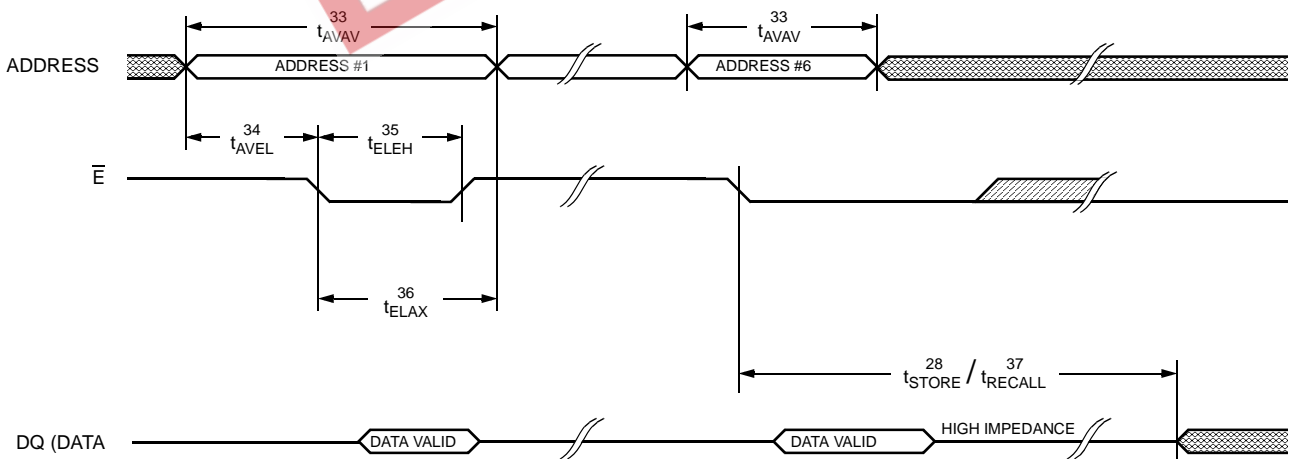 33 33
tAVAV tAVAV
ADDRESS ADDRESS #1 ADDRESS #6
34 35
tAVEL tELEH
E
36
tELAX
28 37
tSTORE / tRECALL
DQ (DATA DATA VALID DATA VALID HIGH IMPEDANCE